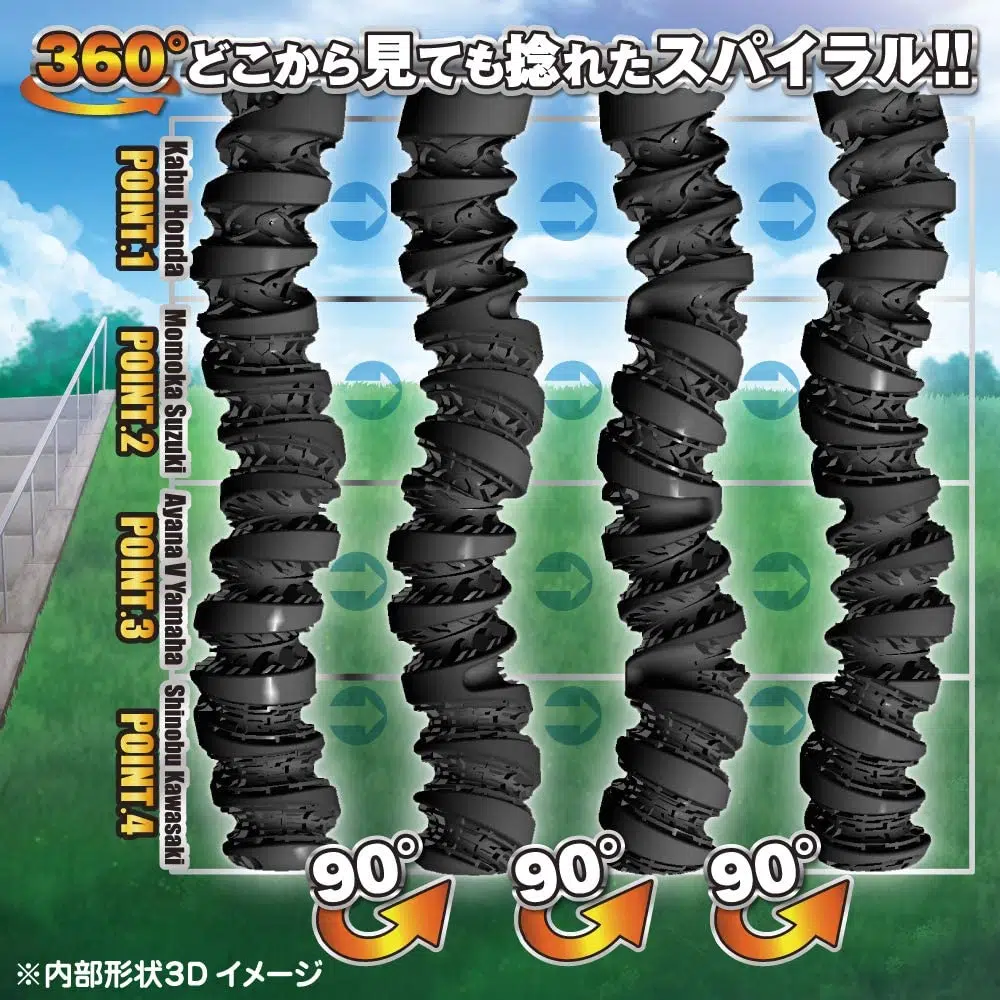 360°どこから見ても捻れたスパイラル!!
POINT.1
Kabu Honda
POINT.2
Momoka Suzuki
POINT.3
Ayana V Yamaha
POINT.4
Shinobu Kawasaki
90°
90°
90°
※内部形状3Dイメージ